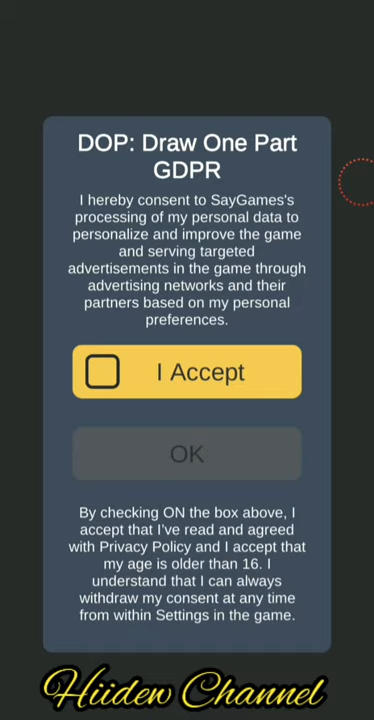 DOP: Draw One Part
GDPR
I hereby consent to SayGames's
processing of my personal data to
personalize and improve the game
and serving targeted
advertisements in the game through
advertising networks and their
partners based on my personal
preferences.
I Accept
OK
By checking ON the box above, I
accept that I've read and agreed
with Privacy Policy and I accept that
my age is older than 16. I
understand that I can always
withdraw my consent at any time
from within Settings in the game.
Hiiden Channel